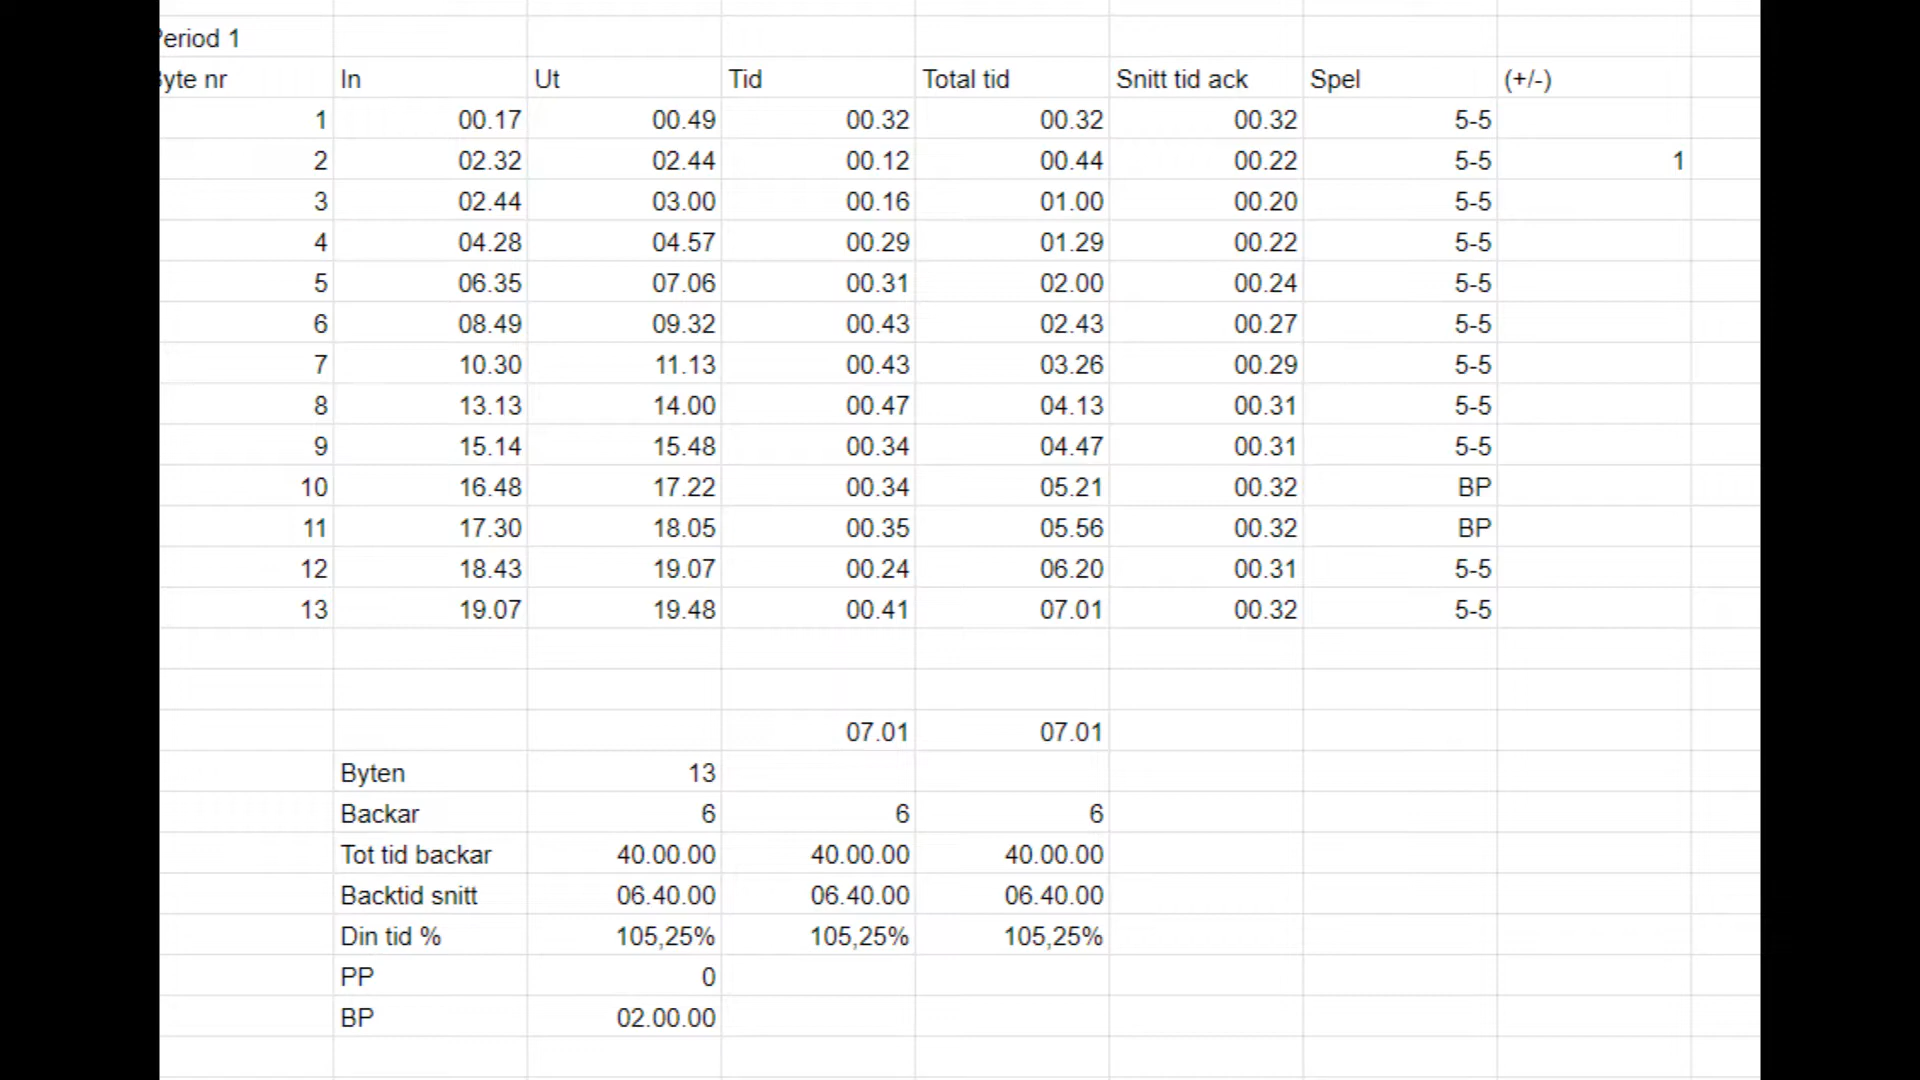 Period 1
Byte nr In Ut Tid Total tid Snitt tid ack Spel (+/-)
1 00.17 00.49 00.32 00.32 00.32 5-5
2 02.32 02.44 00.12 00.44 00.22 5-5 1
3 02.44 03.00 00.16 01.00 00.20 5-5
4 04.28 04.57 00.29 01.29 00.22 5-5
5 06.35 07.06 00.31 02.00 00.24 5-5
6 08.49 09.32 00.43 02.43 00.27 5-5
7 10.30 11.13 00.43 03.26 00.29 5-5
8 13.13 14.00 00.47 04.13 00.31 5-5
9 15.14 15.48 00.34 04.47 00.31 5-5
10 16.48 17.22 00.34 05.21 00.32 BP
11 17.30 18.05 00.35 05.56 00.32 BP
12 18.43 19.07 00.24 06.20 00.31 5-5
13 19.07 19.48 00.41 07.01 00.32 5-5
07.01 07.01
Byten 13
Backar 6 6 6
Tot tid backar 40.00.00 40.00.00 40.00.00
Backtid snitt 06.40.00 06.40.00 06.40.00
Din tid % 105,25% 105,25% 105,25%
PP 0
BP 02.00.00